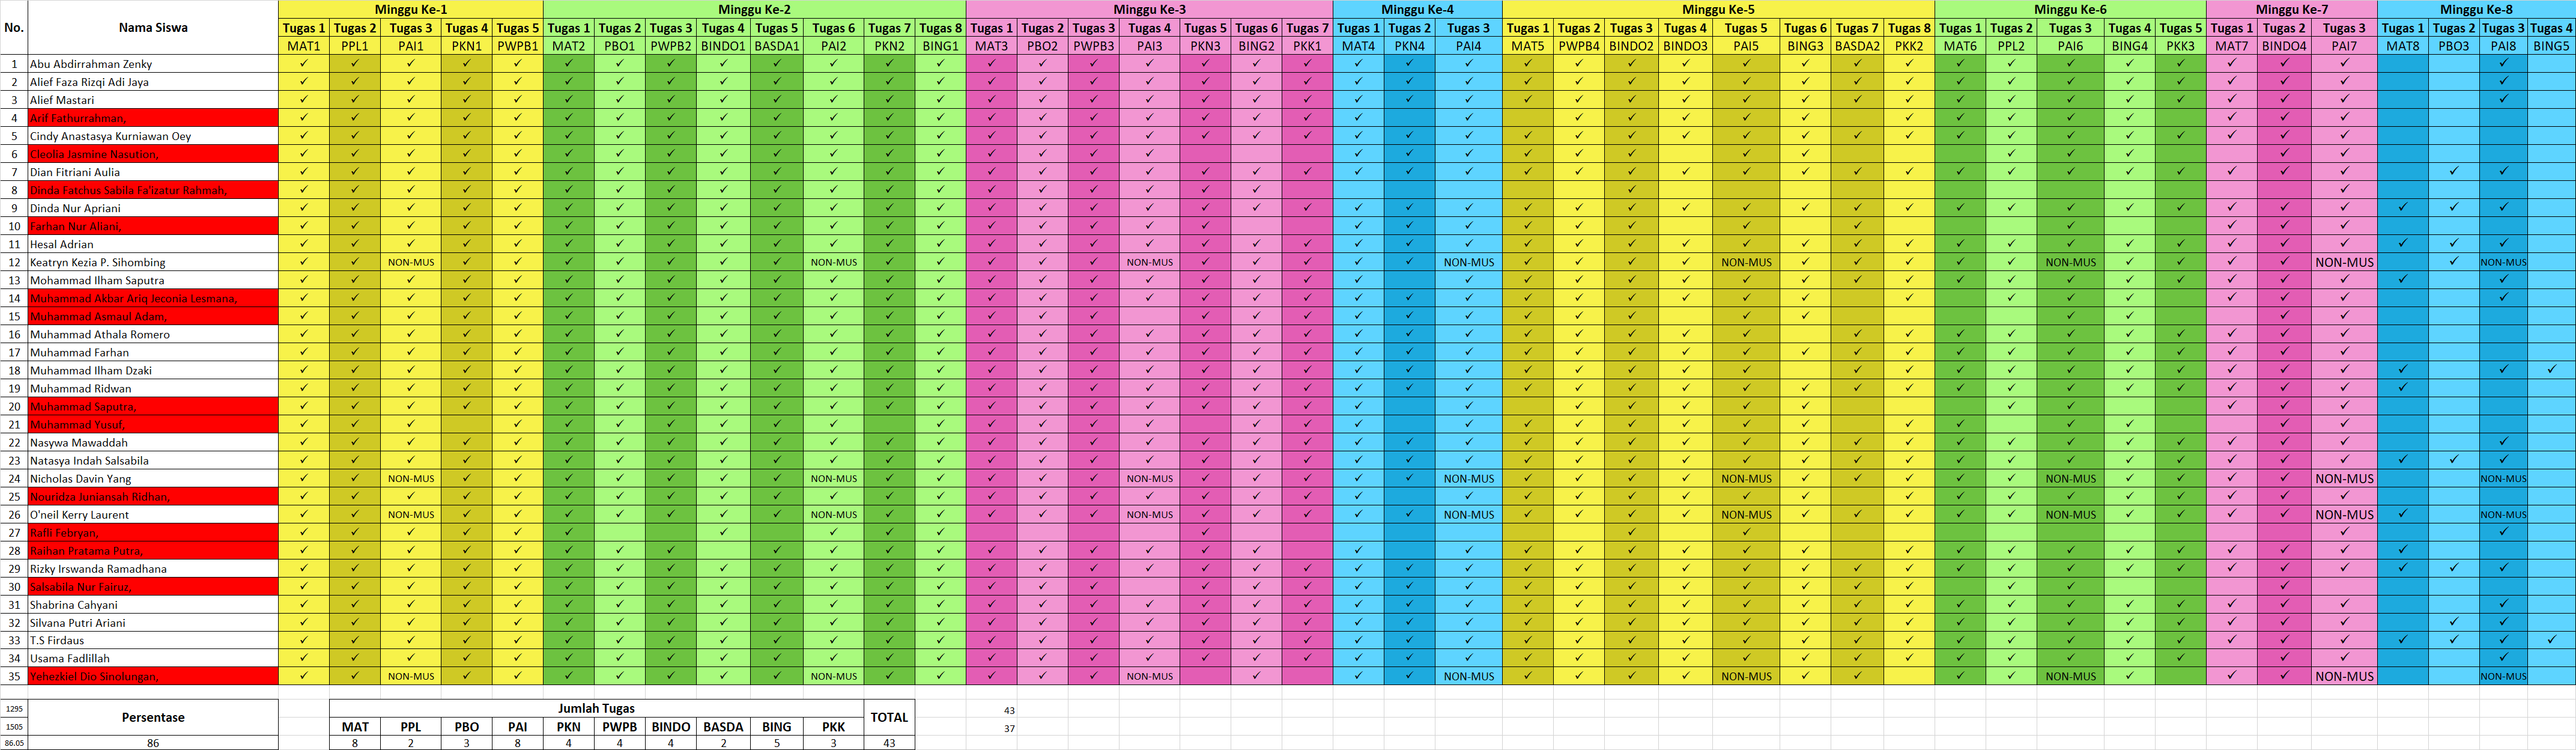 No. Nama Siswa Minggu Ke-1 Minggu Ke-2 Minggu Ke-3 Minggu Ke-4 Minggu Ke-5 Minggu Ke-6 Minggu Ke-7 Minggu Ke-8
Tugas 1 Tugas 2 Tugas 3 Tugas 4 Tugas 5 Tugas 1 Tugas 2 Tugas 3 Tugas 4 Tugas 5 Tugas 6 Tugas 7 Tugas 8 Tugas 1 Tugas 2 Tugas 3 Tugas 4 Tugas 5 Tugas 6 Tugas 7 Tugas 1 Tugas 2 Tugas 3 Tugas 1 Tugas 2 Tugas 3 Tugas 4 Tugas 5 Tugas 6 Tugas 7 Tugas 8 Tugas 1 Tugas 2 Tugas 3 Tugas 4 Tugas 5 Tugas 1 Tugas 2 Tugas 3 Tugas 1 Tugas 2 Tugas 3 Tugas 4
MAT1 PPL1 PAI1 PKN1 PWPB1 MAT2 PBO1 PWPB2 BINDO1 BASDA1 PAI2 PKN2 BING1 MAT3 PBO2 PWPB3 PAI3 PKN3 BING2 PKK1 MAT4 PKN4 PAI4 MAT5 PWPB4 BINDO2 BINDO3 PAI5 BING3 BASDA2 PKK2 MAT6 PPL2 PAI6 BING4 PKK3 MAT7 BINDO4 PAI7 MAT8 PBO3 PAI8 BING5
1 Abu Abdirrahman Zenky
2 Alief Faza Rizqi Adi Jaya
3 Alief Mastari
4 Arif Fathurrahman,
5 Cindy Anastasya Kurniawan Oey
6 Cleolia Jasmine Nasution,
7 Dian Fitriani Aulia
8 Dinda Fatchus Sabila Fa'izatur Rahmah,
9 Dinda Nur Apriani
10 Farhan Nur Aliani,
11 Hesal Adrian
12 Keatryn Kezia P. Sihombing NON-MUS NON-MUS NON-MUS NON-MUS NON-MUS NON-MUS NON-MUS NON-MUS
13 Mohammad Ilham Saputra
14 Muhammad Akbar Ariq Jeconia Lesmana,
15 Muhammad Asmaul Adam,
16 Muhammad Athala Romero
17 Muhammad Farhan
18 Muhammad Ilham Dzaki
19 Muhammad Ridwan
20 Muhammad Saputra,
21 Muhammad Yusuf,
22 Nasywa Mawaddah
23 Natasya Indah Salsabila
24 Nicholas Davin Yang NON-MUS NON-MUS NON-MUS NON-MUS NON-MUS NON-MUS NON-MUS NON-MUS
25 Nouridza Juniansah Ridhan,
26 O'neil Kerry Laurent NON-MUS NON-MUS NON-MUS NON-MUS NON-MUS NON-MUS NON-MUS NON-MUS
27 Rafli Febryan,
28 Raihan Pratama Putra,
29 Rizky Irswanda Ramadhana
30 Salsabila Nur Fairuz,
31 Shabrina Cahyani
32 Silvana Putri Ariani
33 T.S Firdaus
34 Usama Fadlillah
35 Yehezkiel Dio Sinolungan, NON-MUS NON-MUS NON-MUS NON-MUS NON-MUS NON-MUS NON-MUS NON-MUS
1295 Persentase Jumlah Tugas TOTAL 43
1505 MAT PPL PBO PAI PKN PWPB BINDO BASDA BING PKK 37
86.05 86 8 2 3 8 4 4 4 2 5 3 43